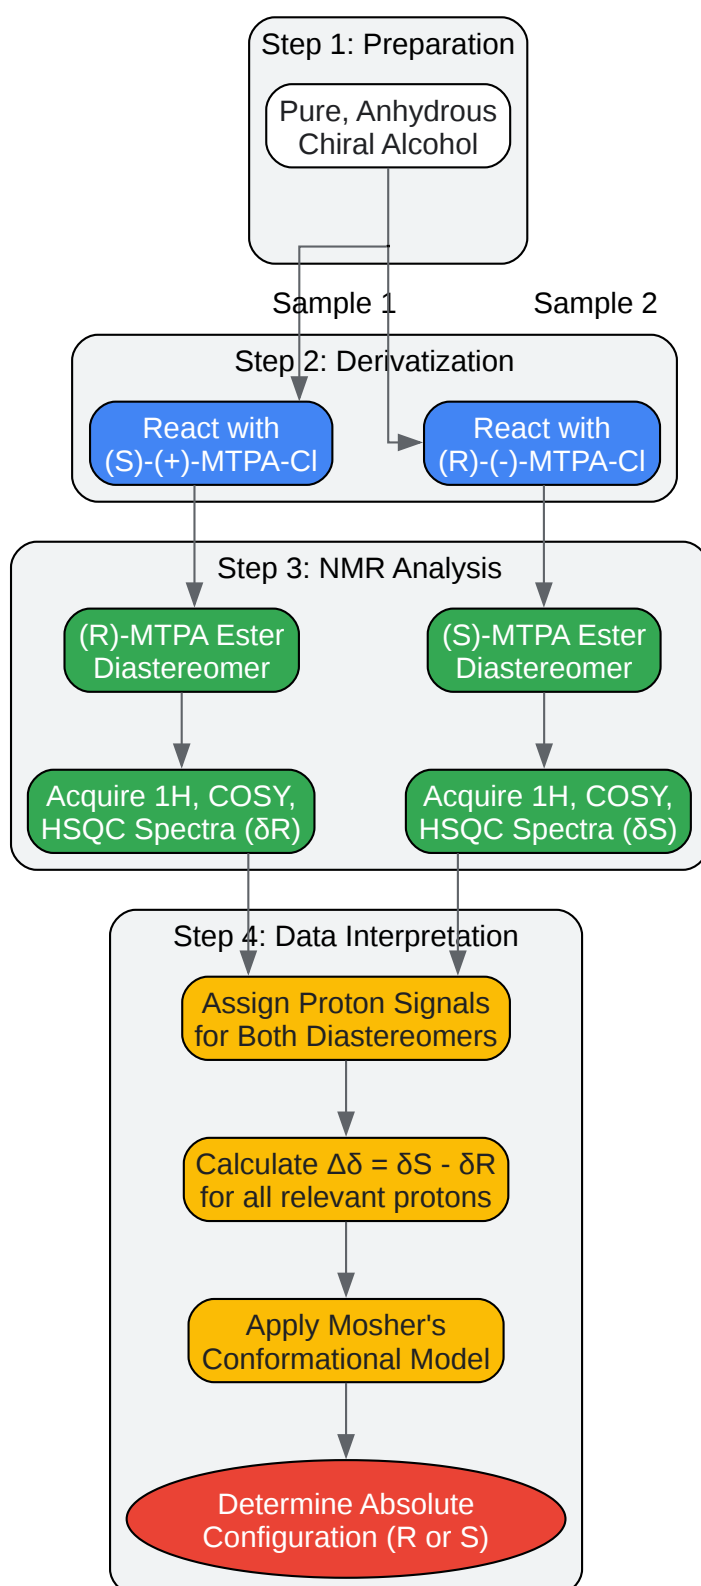 Step 1: Preparation
Pure, Anhydrous
Chiral Alcohol
Sample 1
Sample 2
Step 2: Derivatization
React with
(S)-(+)-MTPA-Cl
React with
(R)-(-)-MTPA-Cl
Step 3: NMR Analysis
(R)-MTPA Ester
Diastereomer
(S)-MTPA Ester
Diastereomer
Acquire 1H, COSY,
HSQC Spectra (δR)
Acquire 1H, COSY,
HSQC Spectra (δS)
Step 4: Data Interpretation
Assign Proton Signals
for Both Diastereomers
Calculate Δδ = δS - δR
for all relevant protons
Apply Mosher's
Conformational Model
Determine Absolute
Configuration (R or S)